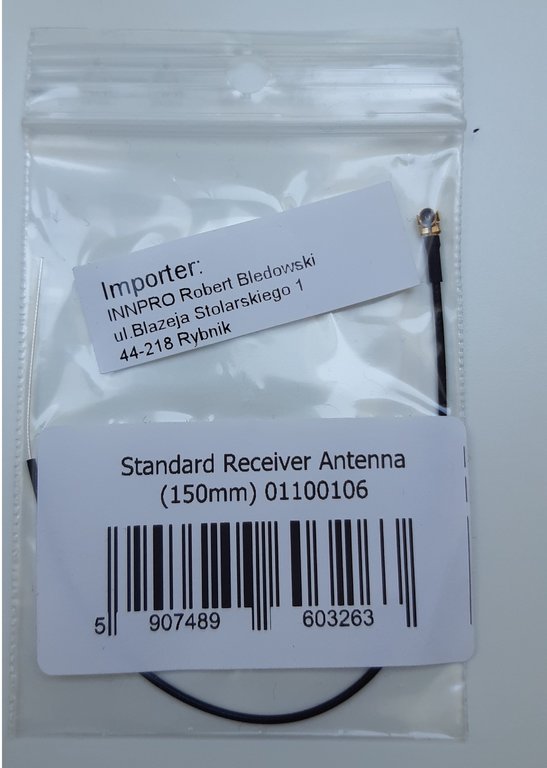 Importer:
INNPRO Robert Bledowski
ul.Blazeja Stolarskiego 1
44-218 Rybnik
Standard Receiver Antenna
(150mm) 01100106
5 907489 603263